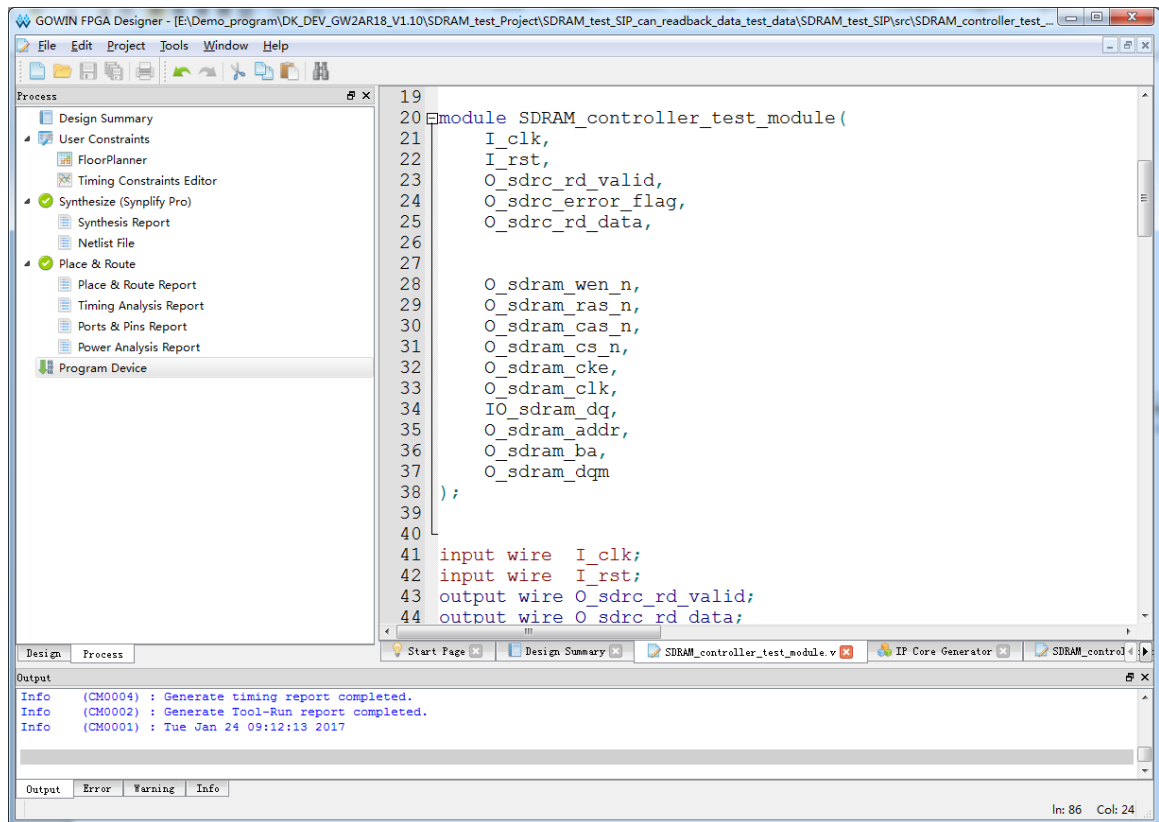 GOWIN FPGA Designer - [E:\Demo_program\DK_DEV_GW2AR18_V1.10\SDRAM_test_Project\SDRAM_test_SIP_can_readback_data_test_data\SDRAM_test_SIP\src\SDRAM_controller_test_...
File Edit Project Tools Window Help
Process
Design Summary
User Constraints
FloorPlanner
Timing Constraints Editor
Synthesize (Synplify Pro)
Synthesis Report
Netlist File
Place & Route
Place & Route Report
Timing Analysis Report
Ports & Pins Report
Power Analysis Report
Program Device
Design Process
19
20 module SDRAM_controller_test_module(
21 I_clk,
22 I_rst,
23 O_sdrc_rd_valid,
24 O_sdrc_error_flag,
25 O_sdrc_rd_data,
26
27
28 O_sdram_wen_n,
29 O_sdram_ras_n,
30 O_sdram_cas_n,
31 O_sdram_cs_n,
32 O_sdram_cke,
33 O_sdram_clk,
34 IO_sdram_dq,
35 O_sdram_addr,
36 O_sdram_ba,
37 O_sdram_dqm
38 );
39
40
41 input wire I_clk;
42 input wire I_rst;
43 output wire O_sdrc_rd_valid;
44 output wire O_sdrc_rd_data;
Start Page Design Summary SDRAM_controller_test_module.v IP Core Generator SDRAM_control
Output
Info (CM0004) : Generate timing report completed.
Info (CM0002) : Generate Tool-Run report completed.
Info (CM0001) : Tue Jan 24 09:12:13 2017
Output Error Warning Info
ln: 86 Col: 24